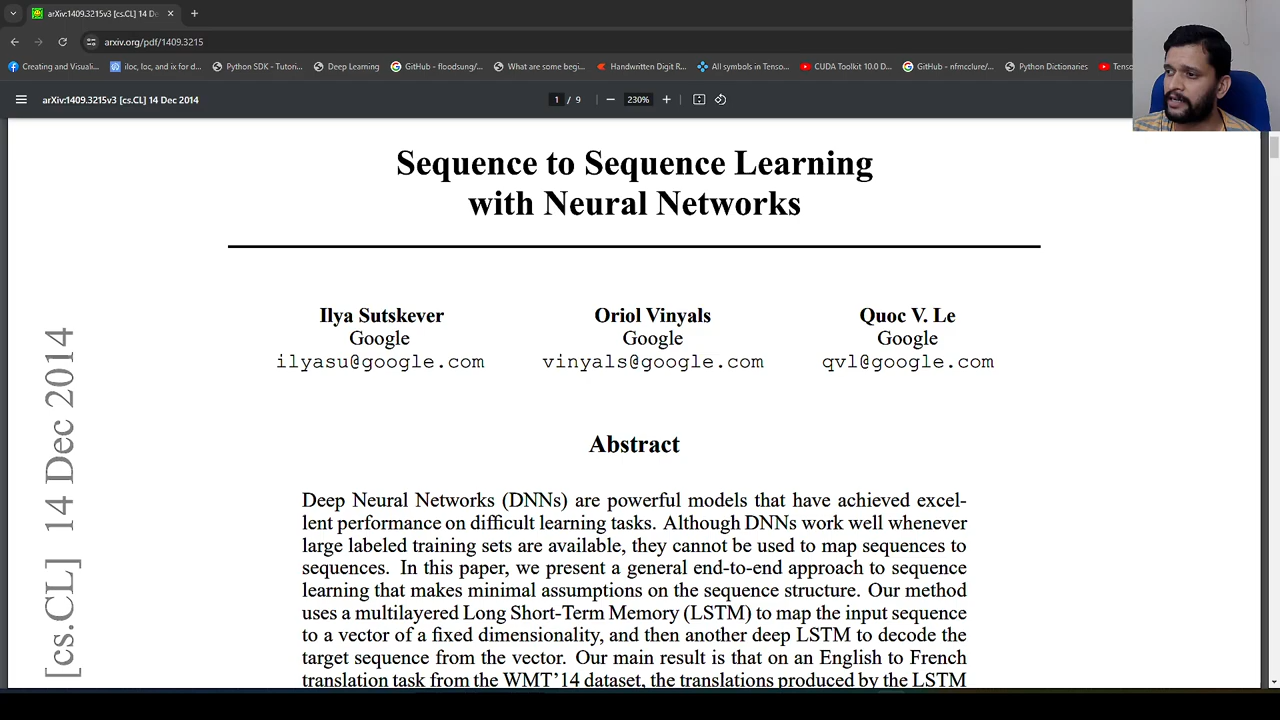 arXiv:1409.3215v3 [cs.CL] 14 De
arxiv.org/pdf/1409.3215
Creating and Visuali... iloc, loc, and ix for d... Python SDK - Tutori... Deep Learning GitHub - floodsung/... What are some begi... Handwritten Digit R... All symbols in Tenso... CUDA Toolkit 10.0 D... GitHub - nfmcclure/... Python Dictionaries Tenso
arXiv:1409.3215v3 [cs.CL] 14 Dec 2014 1 / 9 230%
Sequence to Sequence Learning
with Neural Networks
Ilya Sutskever Oriol Vinyals Quoc V. Le
Google Google Google
ilyasu@google.com vinyals@google.com qvl@google.com
Abstract
Deep Neural Networks (DNNs) are powerful models that have achieved excel-
lent performance on difficult learning tasks. Although DNNs work well whenever
large labeled training sets are available, they cannot be used to map sequences to
sequences. In this paper, we present a general end-to-end approach to sequence
learning that makes minimal assumptions on the sequence structure. Our method
uses a multilayered Long Short-Term Memory (LSTM) to map the input sequence
to a vector of a fixed dimensionality, and then another deep LSTM to decode the
target sequence from the vector. Our main result is that on an English to French
translation task from the WMT'14 dataset, the translations produced by the LSTM
[cs.CL] 14 Dec 2014